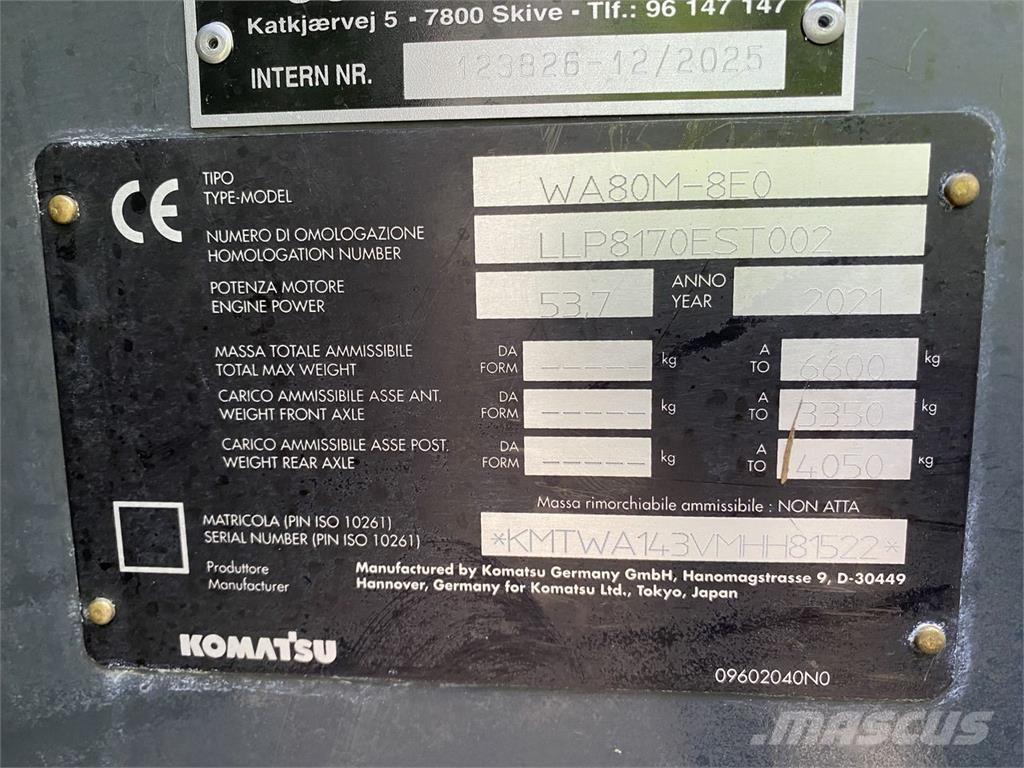 Katkjærvej 5 - 7800 Skive - Tlf.: 96 147 147
INTERN NR. 123826-12/2025
CE
TIPO
TYPE-MODEL WA80M-8E0
NUMERO DI OMOLOGAZIONE
HOMOLOGATION NUMBER LLP8170EST002
POTENZA MOTORE
ENGINE POWER 53,7
ANNO
YEAR 2021
MASSA TOTALE AMMISSIBILE DA A
TOTAL MAX WEIGHT FORM ----- kg TO 6600 kg
CARICO AMMISSIBILE ASSE ANT. DA A
WEIGHT FRONT AXLE FORM ----- kg TO 3350 kg
CARICO AMMISSIBILE ASSE POST. DA A
WEIGHT REAR AXLE FORM ----- kg TO 4050 kg
Massa rimorchiabile ammissibile : NON ATTA
MATRICOLA (PIN ISO 10261)
SERIAL NUMBER (PIN ISO 10261) *KMTWA143VMHH81522*
Produttore
Manufacturer
Manufactured by Komatsu Germany GmbH, Hanomagstrasse 9, D-30449
Hannover, Germany for Komatsu Ltd., Tokyo, Japan
KOMATSU
09602040N0
MASCUS